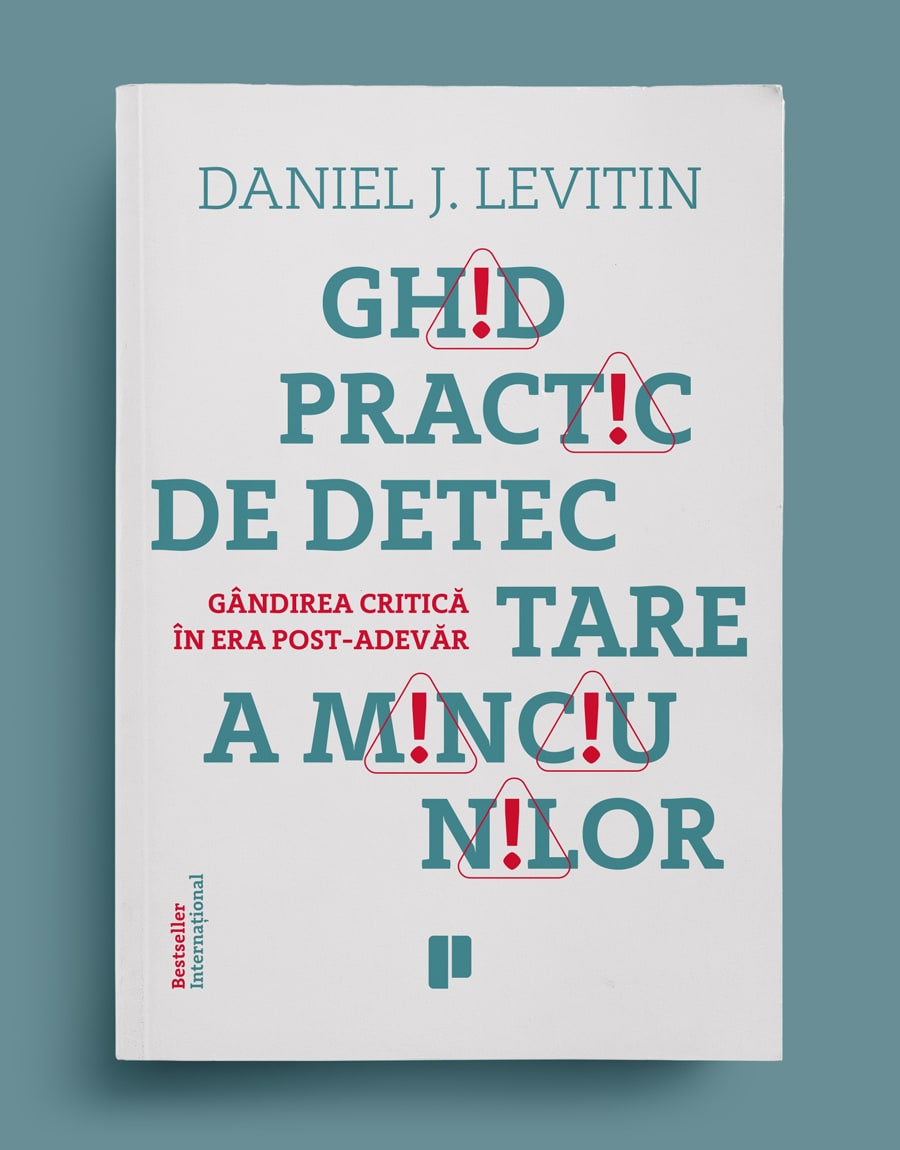 DANIEL J. LEVITIN
GH!D
PRACT!C
DE DETEC
TARE
GÂNDIREA CRITICĂ
ÎN ERA POST-ADEVĂR
A M!NC!U
N!LOR
Bestseller
Internațional